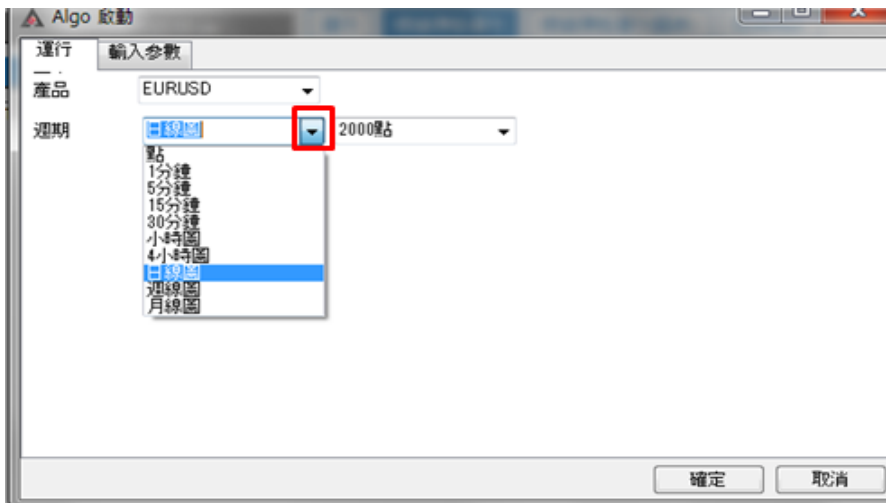 Algo 啟動
運行 輸入參數
產品 EURUSD
週期 日線圖 2000點
點
1分鐘
5分鐘
15分鐘
30分鐘
小時圖
4小時圖
日線圖
週線圖
月線圖
確定 取消